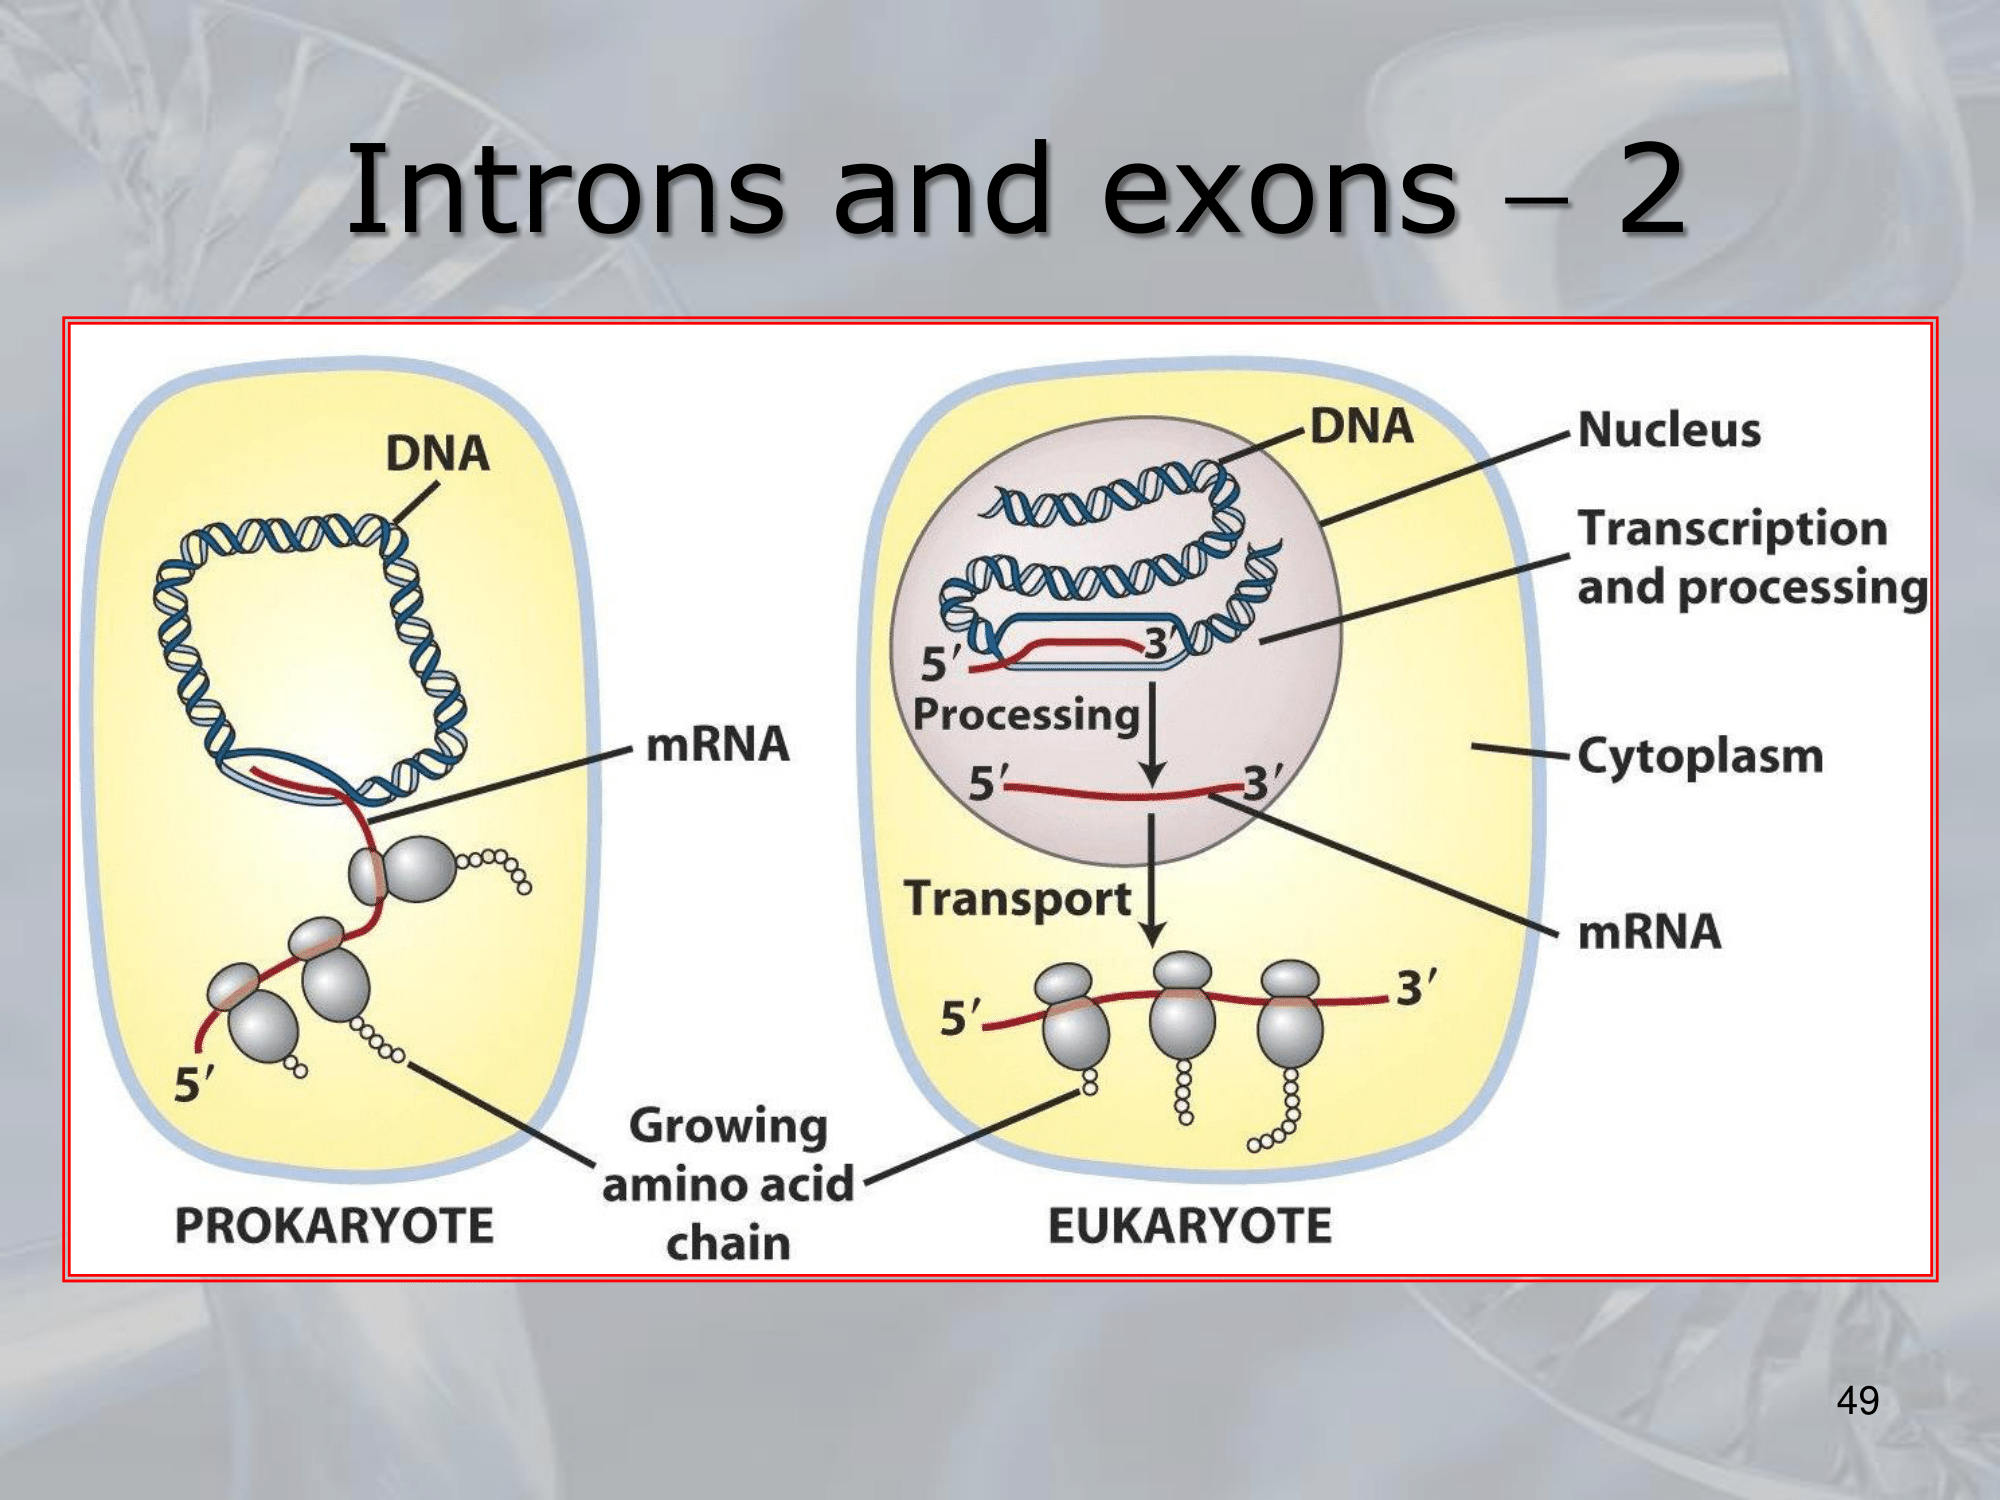 Introns and exons – 2
DNA
mRNA
5′
PROKARYOTE
Growing
amino acid
chain
DNA
Nucleus
Transcription
and processing
5′
3′
Processing
5′
3′
Cytoplasm
Transport
mRNA
5′
3′
EUKARYOTE
49